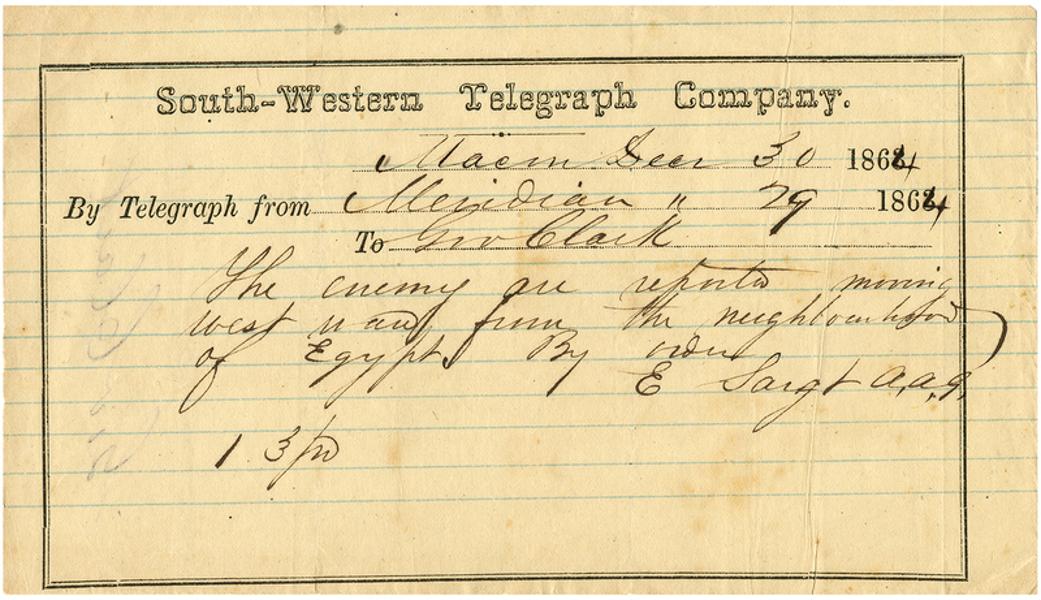 South-Western Telegraph Company.
Macon Decr 30 1864
By Telegraph from Meridian " 29 1864
To Gov Clark
The enemy are reported moving
west ward from the neighbourhood
of Egypt. By order
E Sargt A,a,g,
1 3 pd